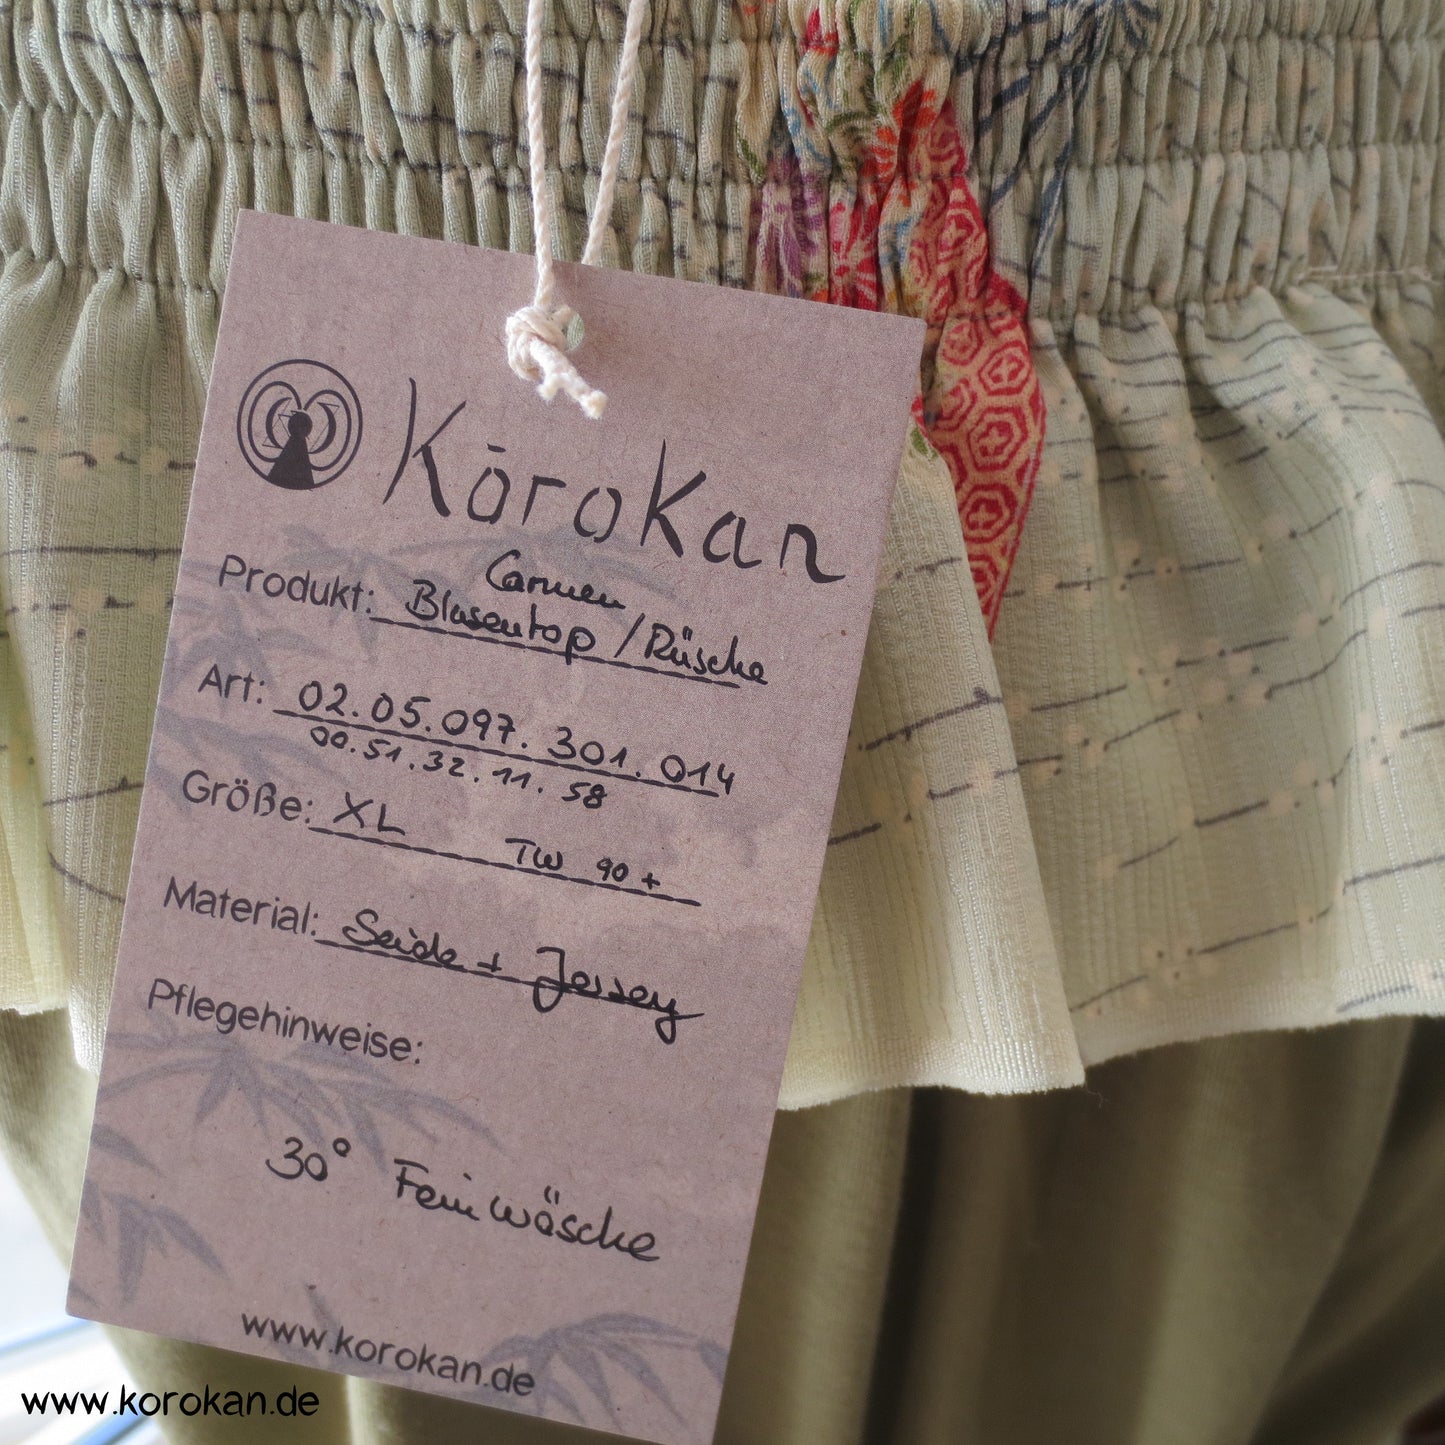 Kōrokan
Carmen
Produkt: Blusentop / Rüsche
Art: 02.05.097.301.014
00.51.32.11.58
Größe: XL TW 90+
Material: Seide + Jersey
Pflegehinweise:
30° Feinwäsche
www.korokan.de
www.korokan.de